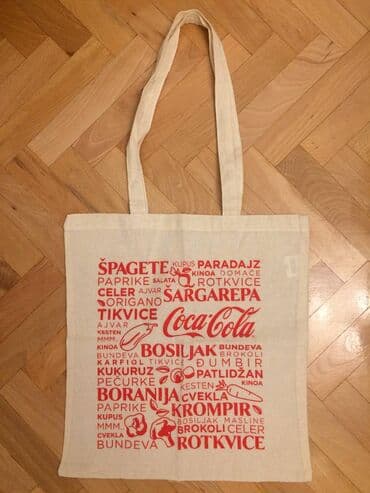 ŠPAGETE KUPUS PARADAJZ
PAPRIKE SALATA KINOA DOMAĆE
CELER AJVAR ROTKVICE
ORIGANO ŠARGAREPA
TIKVICE
AJVAR Coca-Cola
KESTEN
MMM..
KINOA BOSILJAK BUNDEVA
BUNDEVA BROKOLI
KARFIOL TIKVICE ĐUMBIR
KUKURUZ PATLIDŽAN
PEČURKE KESTEN KINOA
BORANIJA CVEKLA
PAPRIKE KROMPIR
KUPUS BOSILJAK MASLINE
MMM.. BROKOLI CELER
CVEKLA ROTKVICE
BUNDEVA